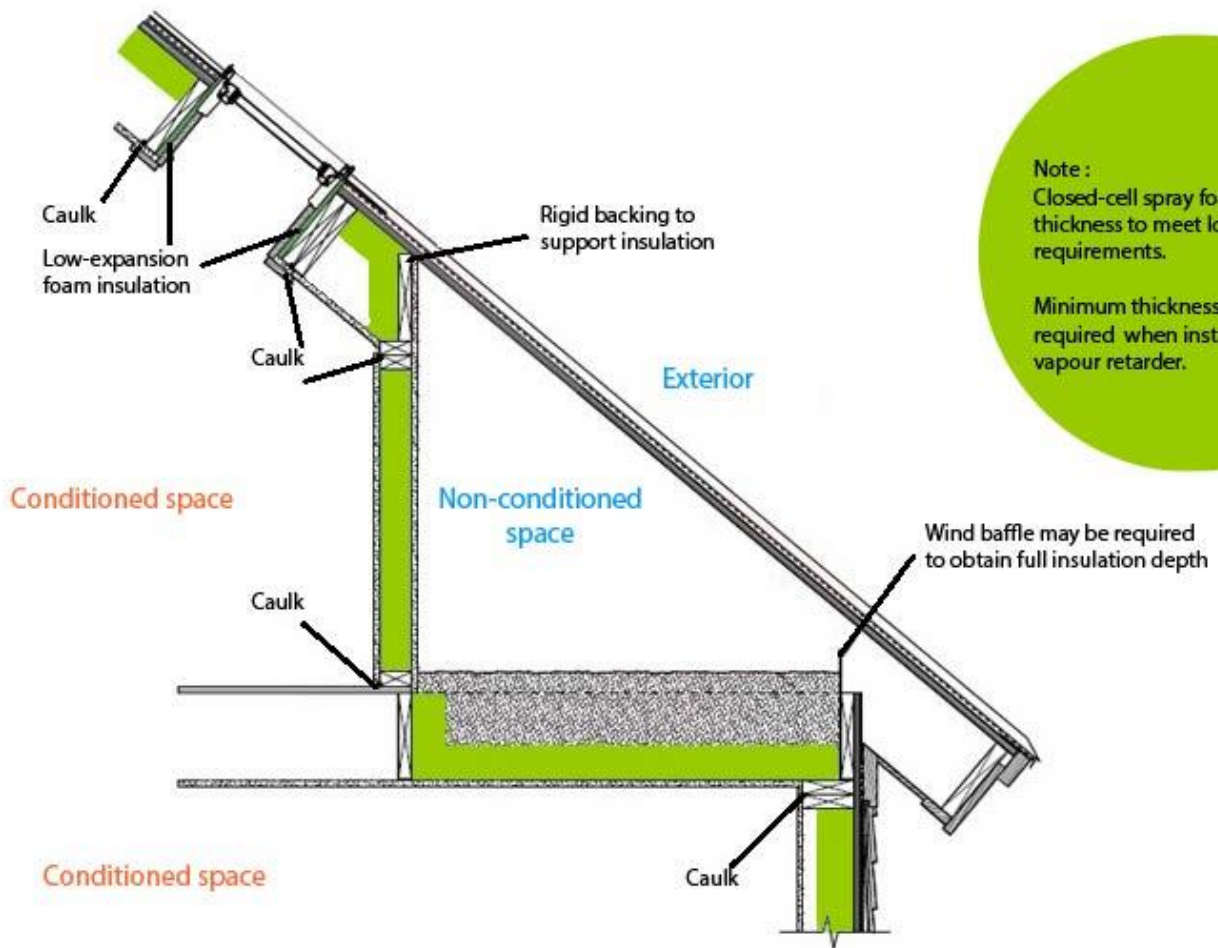 Caulk
Low-expansion
foam insulation
Caulk
Rigid backing to
support insulation
Note :
Closed-cell spray fo
thickness to meet lo
requirements.
Minimum thickness
required when inst
vapour retarder.
Exterior
Conditioned space
Non-conditioned
space
Wind baffle may be required
to obtain full insulation depth
Caulk
Conditioned space
Caulk